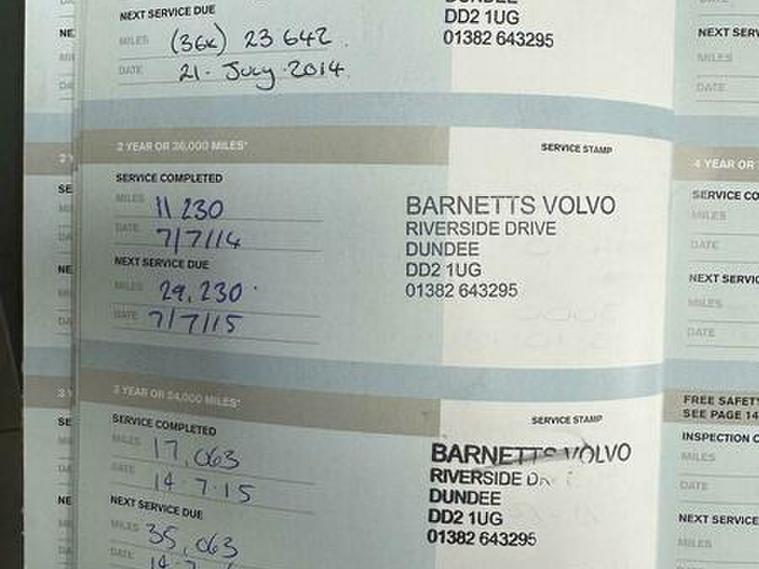 NEXT SERVICE DUE
MILES (36K) 23 642
DATE 21 · July · 2014
DD2 1UG
01382 643295
2 YEAR OR 36,000 MILES*
SERVICE STAMP
SERVICE COMPLETED
MILES 11 230
DATE 7/7/14
NEXT SERVICE DUE
MILES 29,230
DATE 7/7/15
BARNETTS VOLVO
RIVERSIDE DRIVE
DUNDEE
DD2 1UG
01382 643295
3 YEAR OR 54,000 MILES*
SERVICE STAMP
SERVICE COMPLETED
MILES 17,063
DATE 14-7-15
NEXT SERVICE DUE
MILES 35,063
DATE
BARNETTS VOLVO
RIVERSIDE
DUNDEE
DD2 1UG
01382 643295
NEXT SERV
MILES
DATE
4 YEAR OR
SERVICE CO
MILES
DATE
NEXT SERVIC
MILES
DATE
FREE SAFETY
SEE PAGE 14
INSPECTION C
MILES
DATE
NEXT SERVICE
MILES